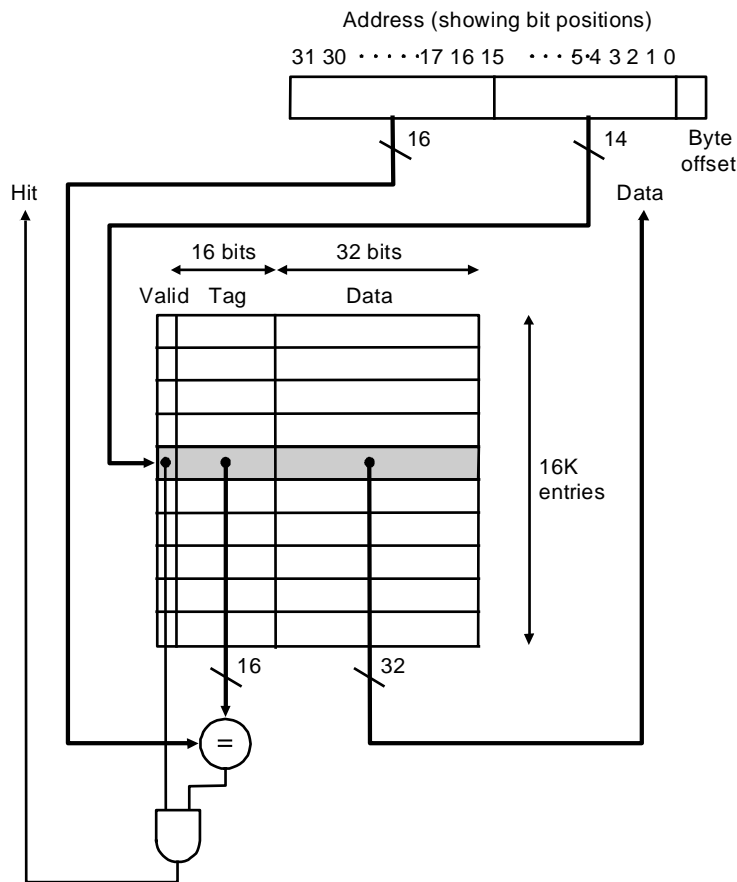 Address (showing bit positions)
31 30 · · · · · 17 16 15 · · · 5 · 4 3 2 1 0
16
14
Byte
offset
Hit
Data
16 bits
32 bits
Valid
Tag
Data
16K
entries
16
32
=